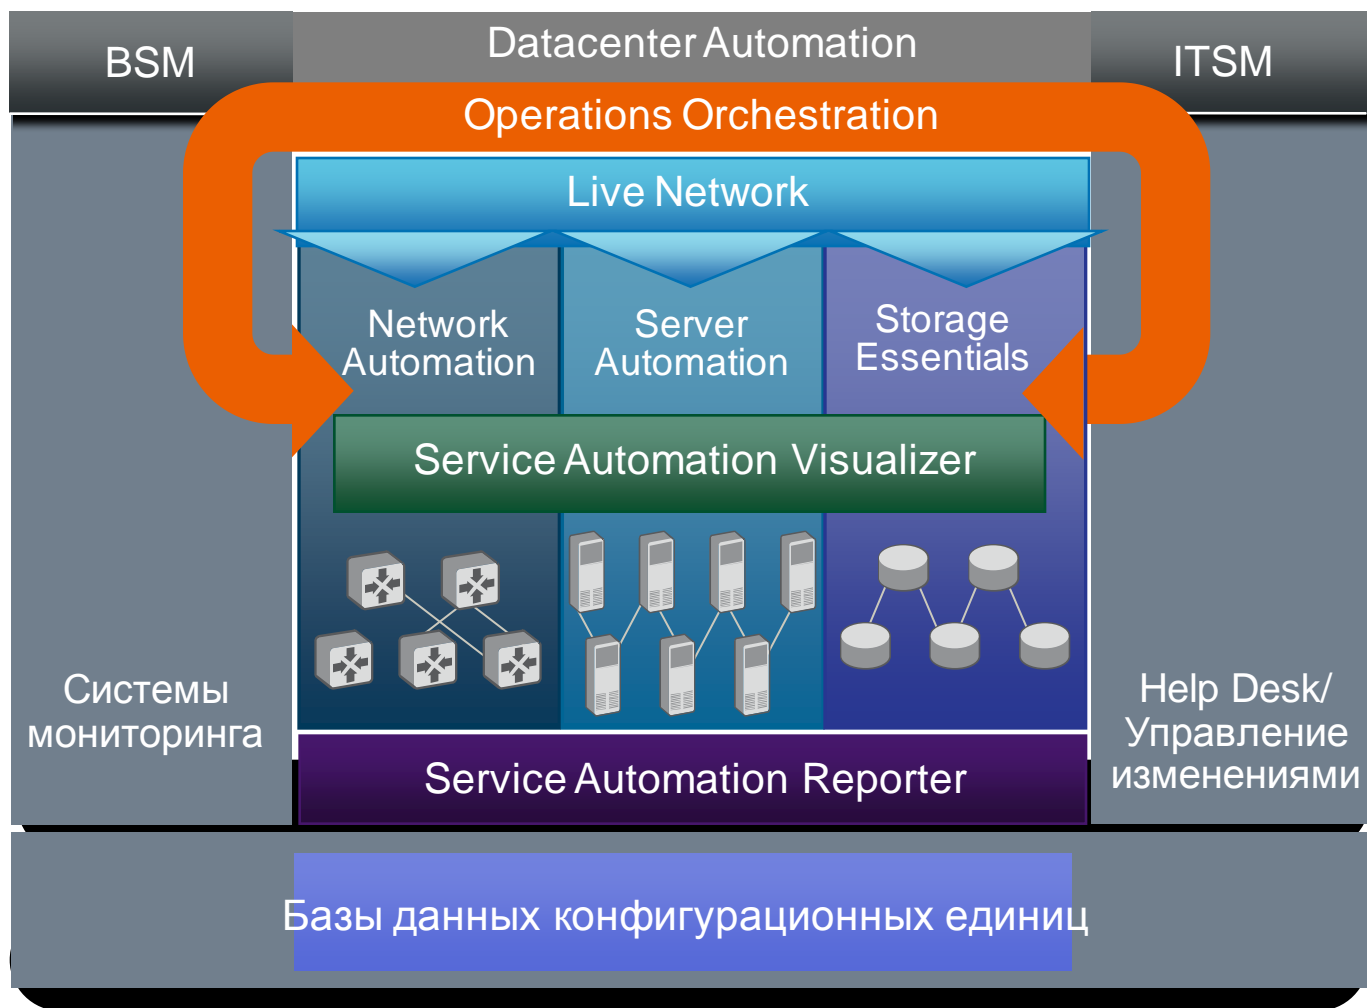 BSM
Datacenter Automation
ITSM
Operations Orchestration
Live Network
Network
Automation
Server
Automation
Storage
Essentials
Service Automation Visualizer
Системы
мониторинга
Help Desk/
Управление
изменениями
Service Automation Reporter
Базы данных конфигурационных единиц